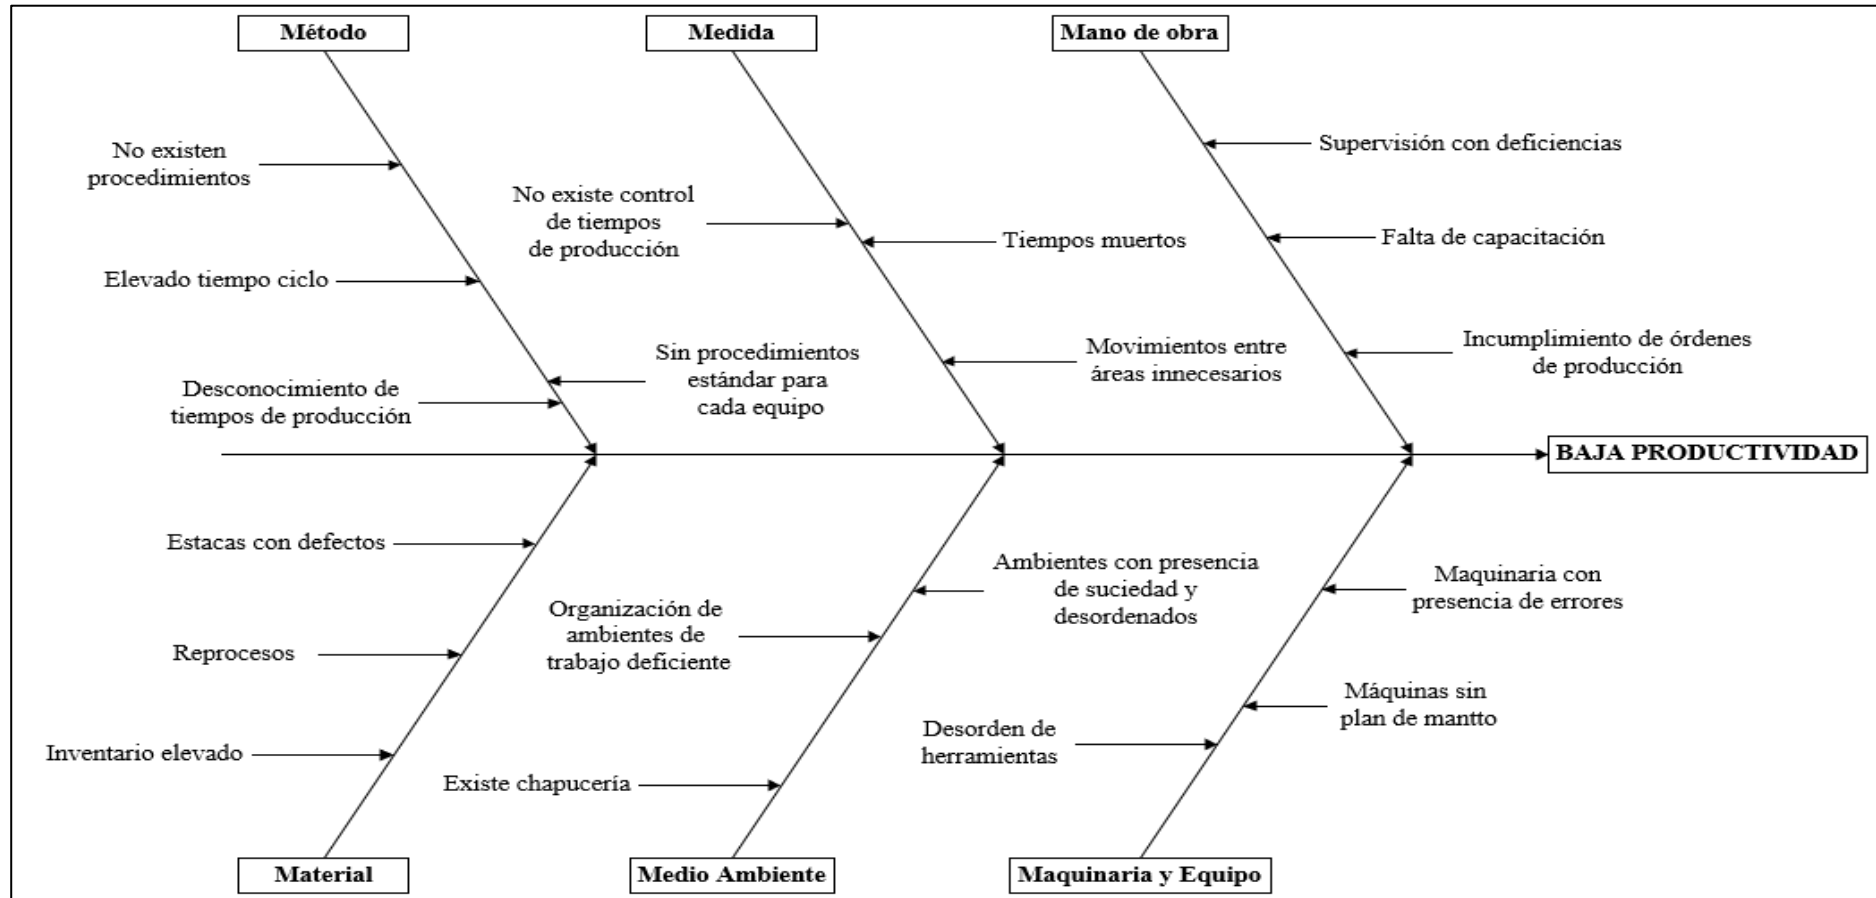 Método
Medida
Mano de obra
No existen
procedimientos
Elevado tiempo ciclo
Desconocimiento de
tiempos de producción
Sin procedimientos
estándar para
cada equipo
No existe control
de tiempos
de producción
Tiempos muertos
Movimientos entre
áreas innecesarios
Supervisión con deficiencias
Falta de capacitación
Incumplimiento de órdenes
de producción
BAJA PRODUCTIVIDAD
Estacas con defectos
Reprocesos
Inventario elevado
Ambientes con presencia
de suciedad y
desordenados
Organización de
ambientes de
trabajo deficiente
Existe chapucería
Maquinaria con
presencia de errores
Máquinas sin
plan de mantto
Desorden de
herramientas
Material
Medio Ambiente
Maquinaria y Equipo